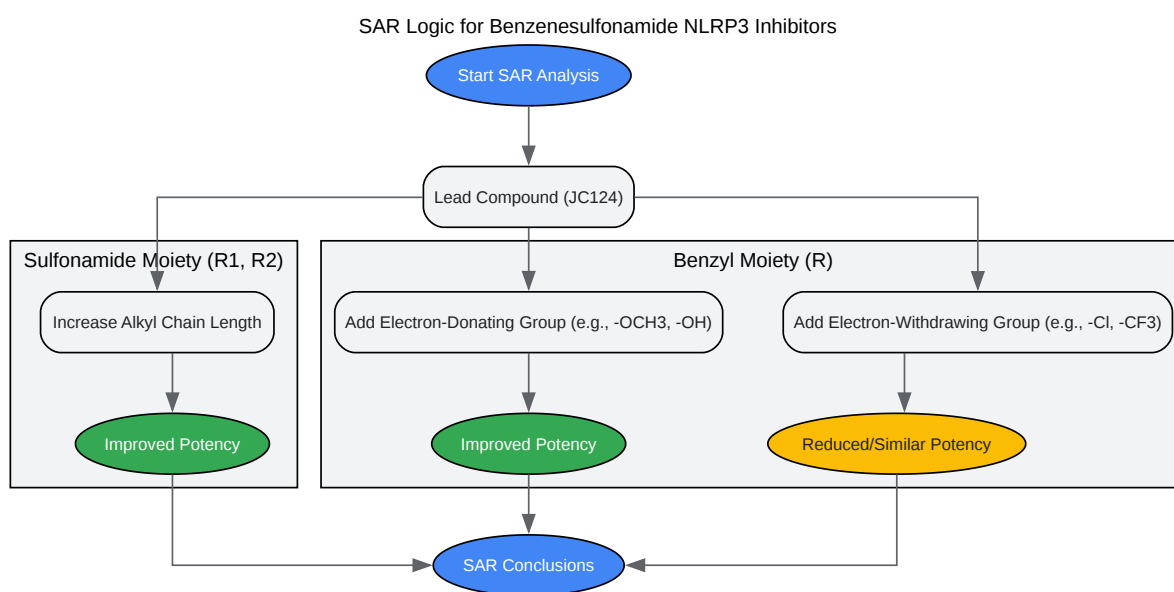 SAR Logic for Benzenesulfonamide NLRP3 Inhibitors
Start SAR Analysis
Lead Compound (JC124)
Sulfonamide Moiety (R1, R2)
Benzyl Moiety (R)
Increase Alkyl Chain Length
Add Electron-Donating Group (e.g., -OCH3, -OH)
Add Electron-Withdrawing Group (e.g., -Cl, -CF3)
Improved Potency
Improved Potency
Reduced/Similar Potency
SAR Conclusions